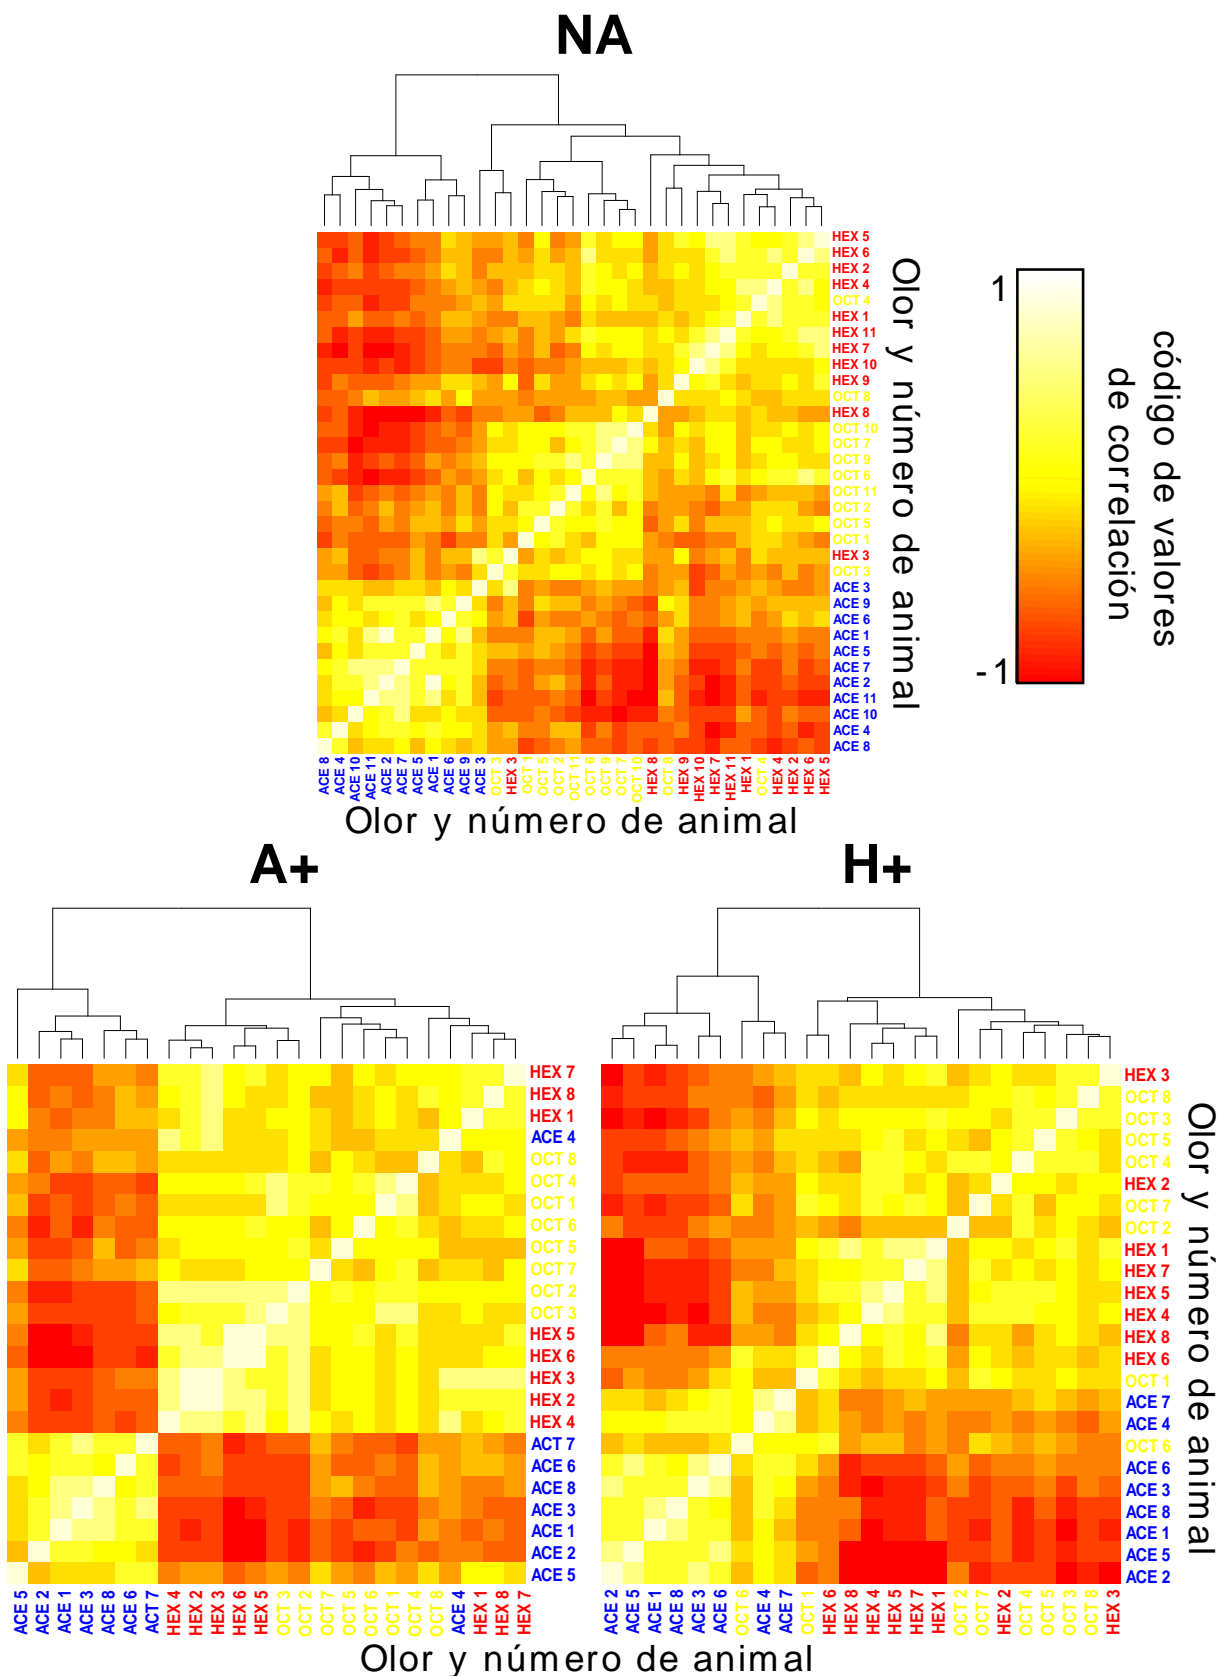 NA
HEX 5
HEX 6
HEX 2
HEX 4
OCT 4
HEX 1
HEX 11
HEX 7
HEX 10
HEX 9
OCT 8
HEX 8
OCT 10
OCT 7
OCT 9
OCT 6
OCT 11
OCT 2
OCT 5
OCT 1
HEX 3
OCT 3
ACE 3
ACE 9
ACE 6
ACE 1
ACE 5
ACE 7
ACE 2
ACE 11
ACE 10
ACE 4
ACE 8
Olor y número de animal
1
-1
código de valores
de correlación
ACE 8
ACE 4
ACE 10
ACE 11
ACE 2
ACE 7
ACE 5
ACE 1
ACE 6
ACE 9
ACE 3
OCT 3
HEX 3
OCT 1
OCT 5
OCT 2
OCT 11
OCT 6
OCT 9
OCT 7
OCT 10
HEX 8
OCT 8
HEX 9
HEX 10
HEX 7
HEX 11
HEX 1
OCT 4
HEX 4
HEX 2
HEX 6
HEX 5
Olor y número de animal
A+
HEX 7
HEX 8
HEX 1
ACE 4
OCT 8
OCT 4
OCT 1
OCT 6
OCT 5
OCT 7
OCT 2
OCT 3
HEX 5
HEX 6
HEX 3
HEX 2
HEX 4
ACT 7
ACE 6
ACE 8
ACE 3
ACE 1
ACE 2
ACE 5
ACE 5
ACE 2
ACE 1
ACE 3
ACE 8
ACE 6
ACT 7
HEX 4
HEX 2
HEX 3
HEX 6
HEX 5
OCT 3
OCT 2
OCT 7
OCT 5
OCT 6
OCT 1
OCT 4
OCT 8
ACE 4
HEX 1
HEX 8
HEX 7
H+
HEX 3
OCT 8
OCT 3
OCT 5
OCT 4
HEX 2
OCT 7
OCT 2
HEX 1
HEX 7
HEX 5
HEX 4
HEX 8
HEX 6
OCT 1
ACE 7
ACE 4
OCT 6
ACE 6
ACE 3
ACE 8
ACE 1
ACE 5
ACE 2
Olor y número de animal
ACE 2
ACE 5
ACE 1
ACE 8
ACE 3
ACE 6
OCT 6
ACE 4
ACE 7
OCT 1
HEX 6
HEX 8
HEX 4
HEX 5
HEX 7
HEX 1
OCT 2
OCT 7
HEX 2
OCT 4
OCT 5
OCT 3
OCT 8
HEX 3
Olor y número de animal